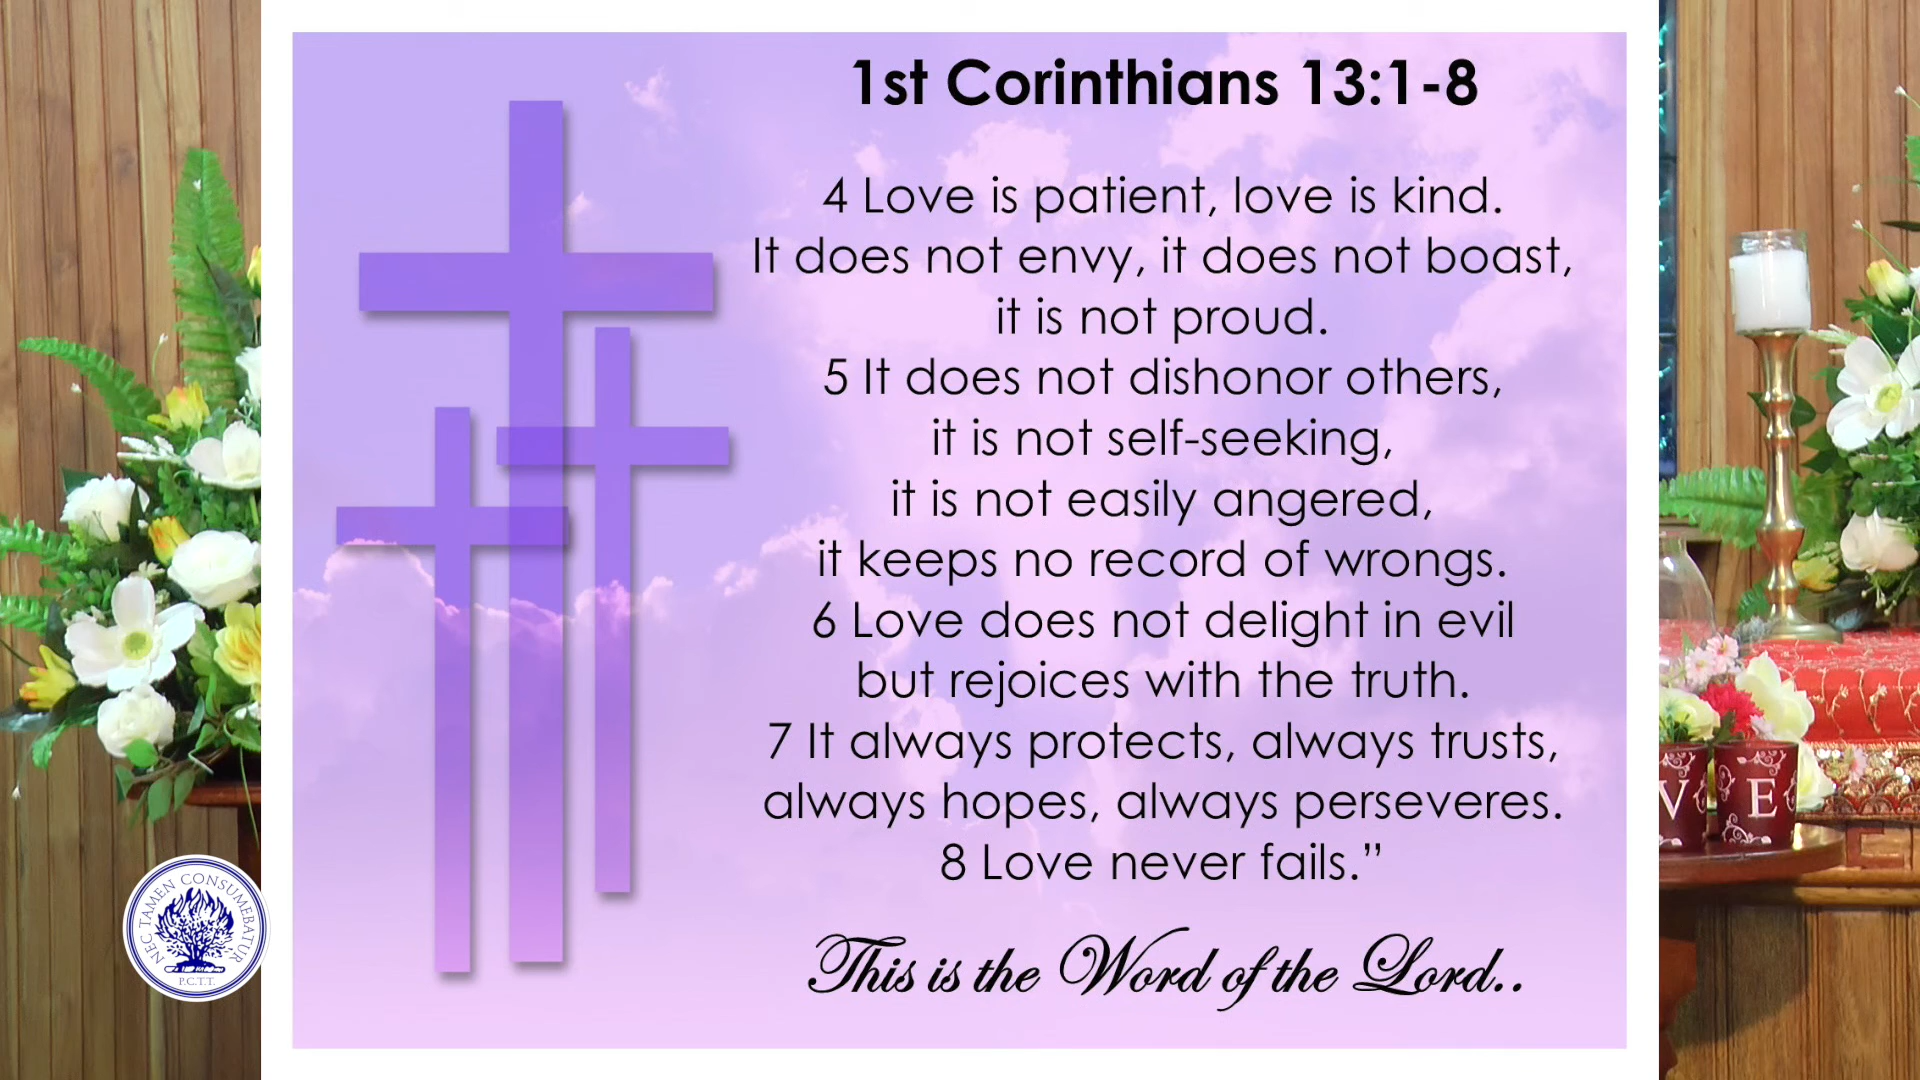 1st Corinthians 13:1-8
4 Love is patient, love is kind.
It does not envy, it does not boast,
it is not proud.
5 It does not dishonor others,
it is not self-seeking,
it is not easily angered,
it keeps no record of wrongs.
6 Love does not delight in evil
but rejoices with the truth.
7 It always protects, always trusts,
always hopes, always perseveres.
8 Love never fails.”
This is the Word of the Lord..
NEC TAMEN CONSUMEBATUR
P.C.T.T.
V E